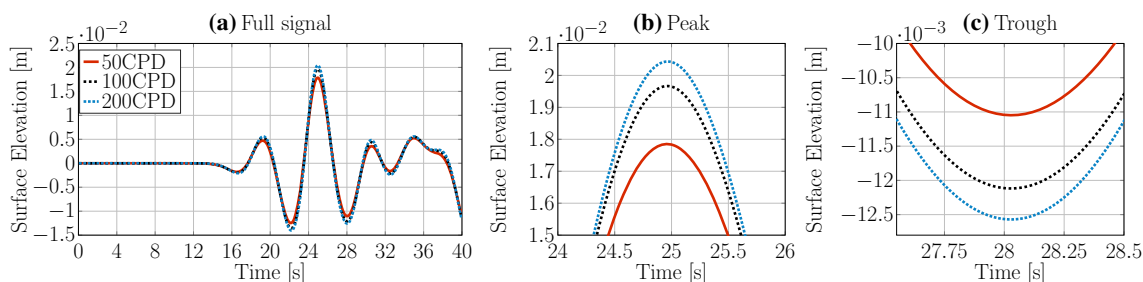 (a) Full signal
·10⁻²
2.5
2
1.5
1
0.5
0
−0.5
−1
−1.5
Surface Elevation [m]
50CPD
100CPD
200CPD
0 4 8 12 16 20 24 28 32 36 40
Time [s]
(b) Peak
·10⁻²
2.1
2
1.9
1.8
1.7
1.6
1.5
Surface Elevation [m]
24 24.5 25 25.5 26
Time [s]
(c) Trough
·10⁻³
−10
−10.5
−11
−11.5
−12
−12.5
Surface Elevation [m]
27.75 28 28.25 28.5
Time [s]